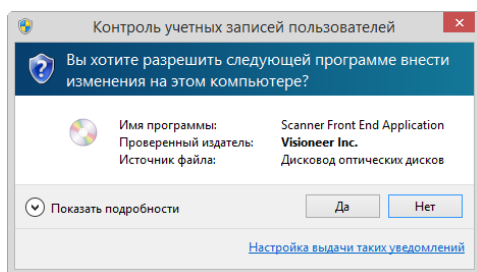 Контроль учетных записей пользователей
Вы хотите разрешить следующей программе внести
изменения на этом компьютере?
Имя программы: Scanner Front End Application
Проверенный издатель: Visioneer Inc.
Источник файла: Дисковод оптических дисков
Показать подробности Да Нет
Настройка выдачи таких уведомлений